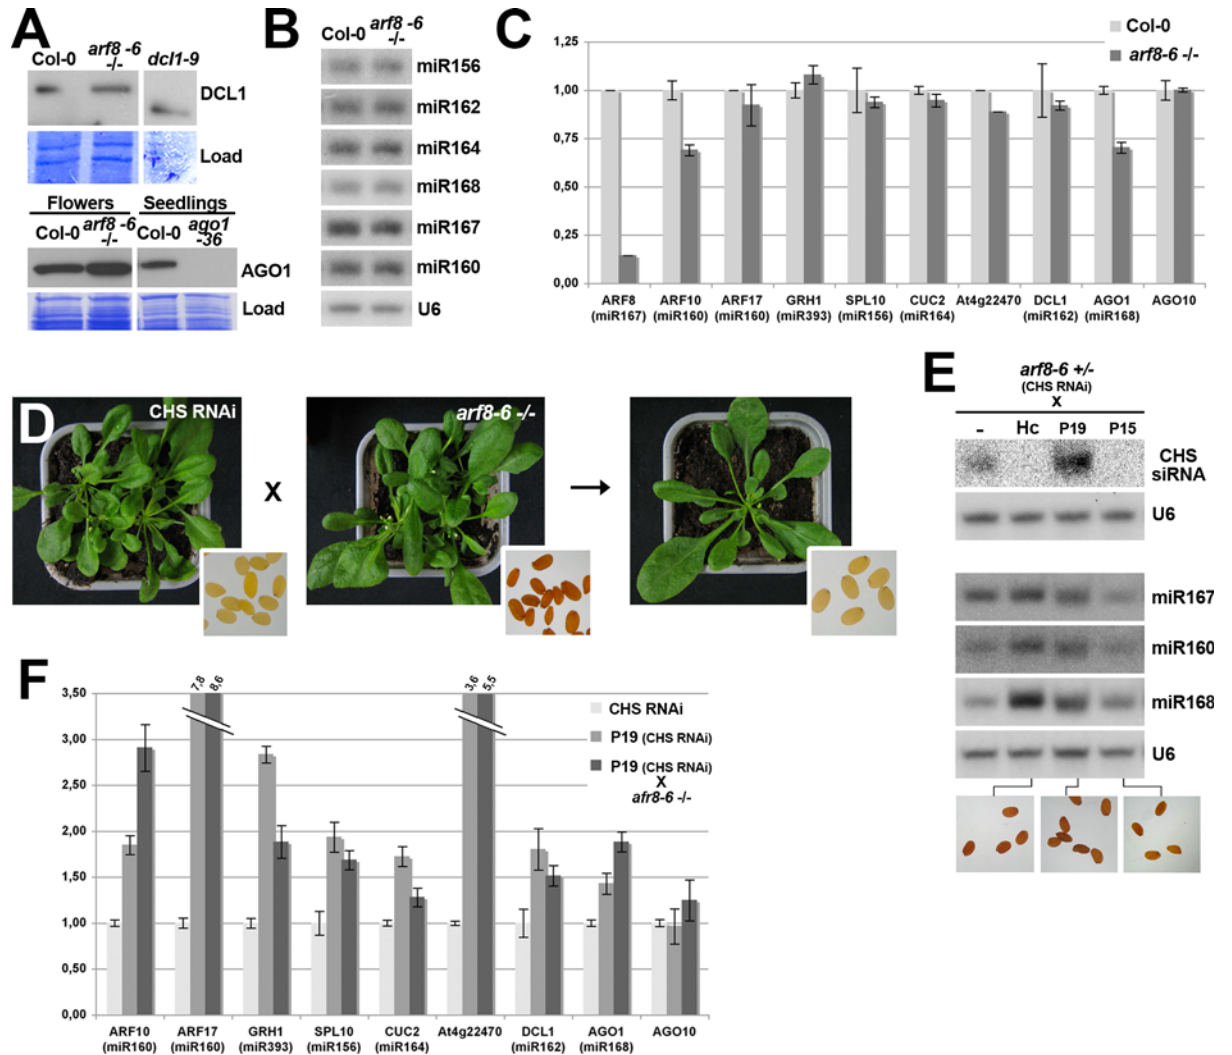 A
Col-0
arf8 -6
-/-
dcl1-9
DCL1
Load
Flowers
Seedlings
Col-0
arf8 -6
-/-
Col-0
ago1
-36
AGO1
Load
B
Col-0
arf8 -6
-/-
miR156
miR162
miR164
miR168
miR167
miR160
U6
C
Col-0
arf8-6 -/-
1,25
1,00
0,75
0,50
0,25
0,00
ARF8 ARF10 ARF17 GRH1 SPL10 CUC2 At4g22470 DCL1 AGO1 AGO10
(miR167) (miR160) (miR160) (miR393) (miR156) (miR164) (miR162) (miR168)
D
CHS RNAi
X
arf8-6 -/-
E
arf8-6 +/-
(CHS RNAi)
X
- Hc P19 P15
CHS
siRNA
U6
miR167
miR160
miR168
U6
F
7,8
8,6
3,6
5,5
CHS RNAi
P19 (CHS RNAi)
P19 (CHS RNAi)
X
afr8-6 -/-
3,50
3,00
2,50
2,00
1,50
1,00
0,50
0,00
ARF10 ARF17 GRH1 SPL10 CUC2 At4g22470 DCL1 AGO1 AGO10
(miR160) (miR160) (miR393) (miR156) (miR164) (miR162) (miR168)